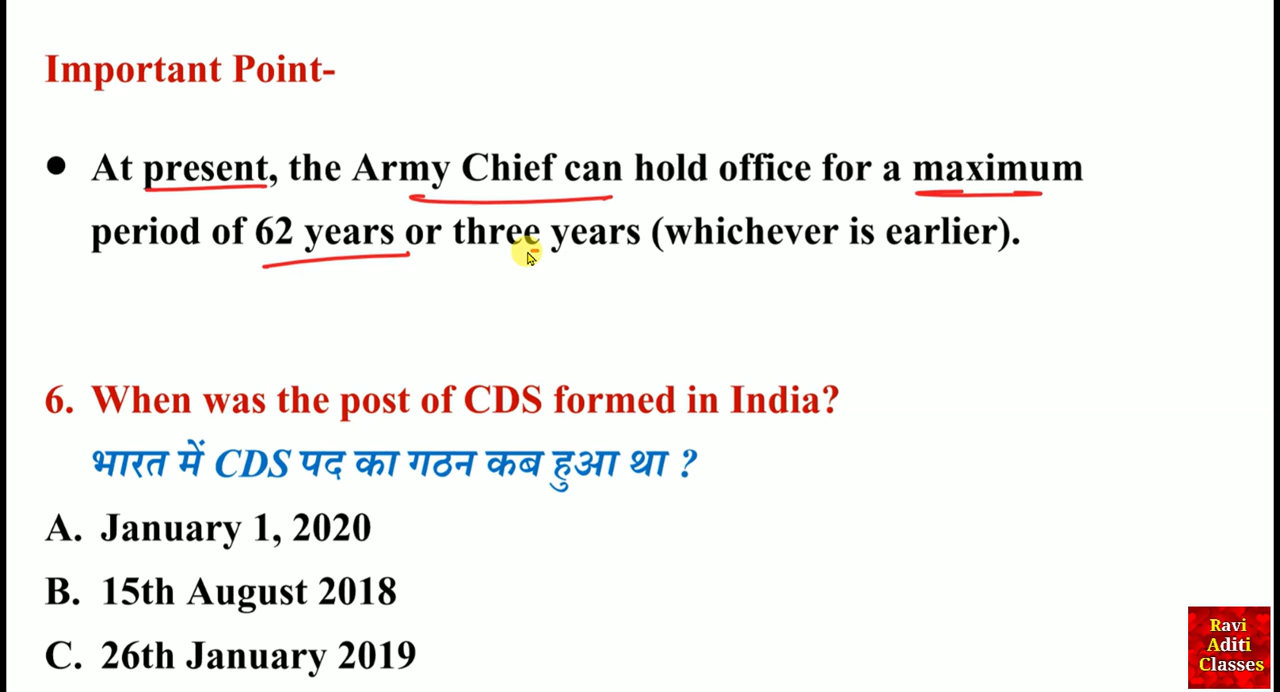 Important Point-
● At present, the Army Chief can hold office for a maximum
period of 62 years or three years (whichever is earlier).
6. When was the post of CDS formed in India?
भारत में CDS पद का गठन कब हुआ था ?
A. January 1, 2020
B. 15th August 2018
C. 26th January 2019
Ravi
Aditi
Classes